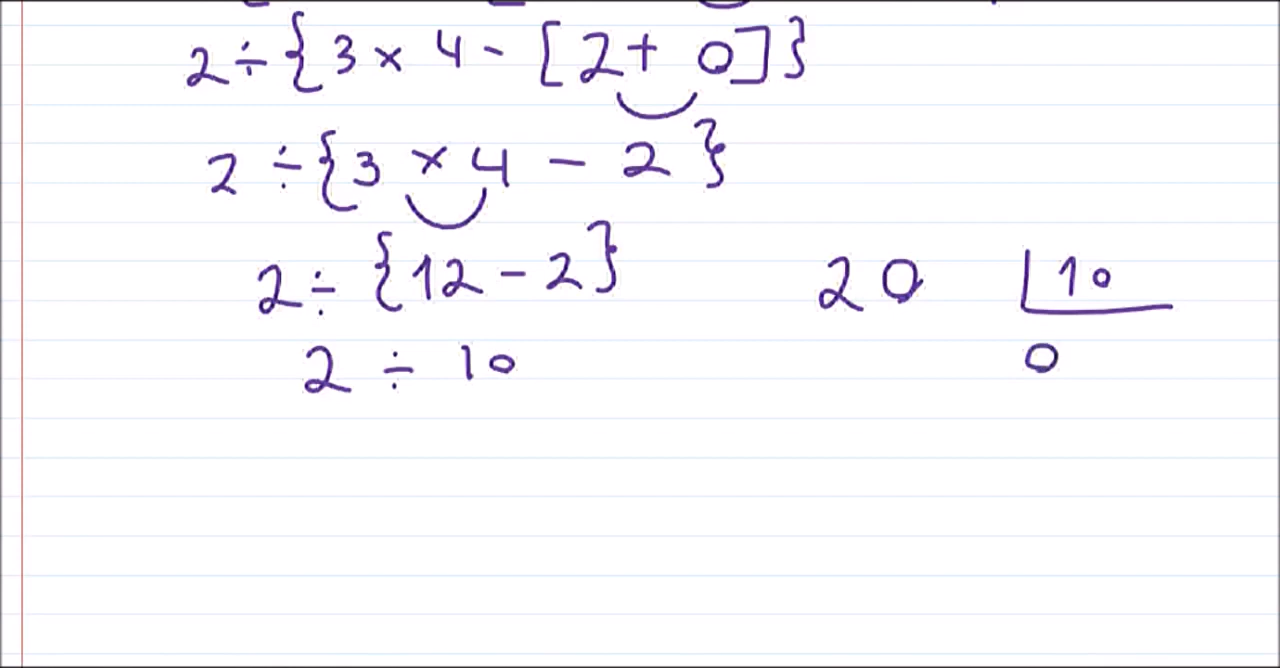 2÷{3 × 4 - [2+ 0]}
2 ÷ {3 × 4 - 2}
2÷ {12 - 2}
2 ÷ 10
20 10
0